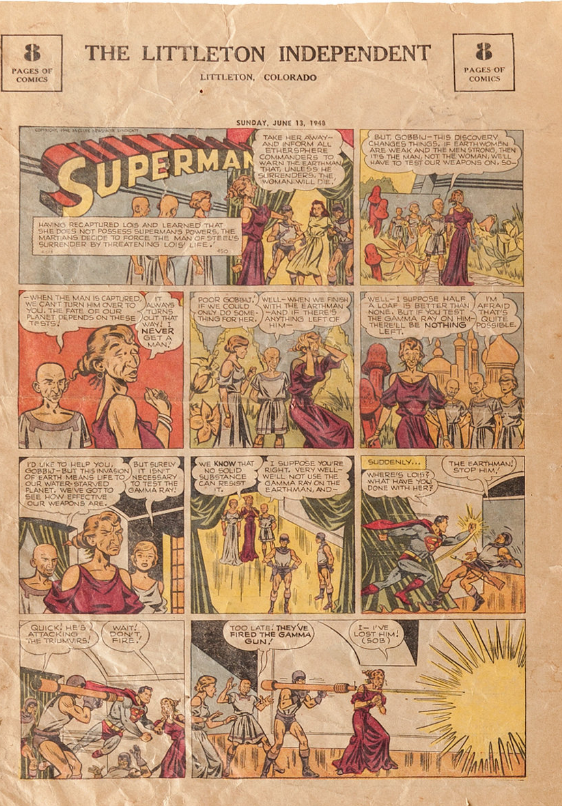 8
PAGES OF
COMICS
THE LITTLETON INDEPENDENT
LITTLETON, COLORADO
8
PAGES OF
COMICS
SUNDAY, JUNE 13, 1948
SUPERMAN
HAVING RECAPTURED LOIS AND LEARNED THAT
SHE DOES NOT POSSESS SUPERMAN'S POWERS, THE
MARTIANS DECIDE TO FORCE THE MAN OF STEEL'S
SURRENDER BY THREATENING LOIS' LIFE!
TAKE HER AWAY—
AND INFORM ALL
ETHERSPHERE
COMMANDERS TO
WARN THE EARTHMAN
THAT, UNLESS HE
SURRENDERS, THE
WOMAN WILL DIE.
BUT, GOBBIJ—THIS DISCOVERY
CHANGES THINGS. IF EARTHWOMEN
ARE WEAK AND THE MEN STRONG, THEN
IT'S THE MAN, NOT THE WOMAN, WE'LL
HAVE TO TEST OUR WEAPONS ON. SO—
—WHEN THE MAN IS CAPTURED,
WE CAN'T TURN HIM OVER TO
YOU. THE FATE OF OUR
PLANET DEPENDS ON THESE
TESTS!
IT
ALWAYS
TURNS
OUT THAT
WAY! I
NEVER
GET A
MAN!
POOR GOBBIJ!
IF WE COULD
ONLY DO SOME-
THING FOR HER.
WELL—WHEN WE FINISH
WITH THE EARTHMAN
—AND IF THERE'S
ANYTHING LEFT OF
HIM—
WELL—I SUPPOSE HALF
A LOAF IS BETTER THAN
NONE. BUT IF YOU TEST
THE GAMMA RAY ON HIM—
THERE'LL BE NOTHING
LEFT.
I'M
AFRAID
THAT'S
QUITE
POSSIBLE.
I'D LIKE TO HELP YOU,
GOBBIJ—BUT THIS INVASION
OF EARTH MEANS LIFE TO
OUR WATER-STARVED
PLANET. WE'VE GOT TO
SEE HOW EFFECTIVE
OUR WEAPONS ARE.
BUT SURELY
IT ISN'T
NECESSARY
TO TEST THE
GAMMA RAY!
WE KNOW THAT
NO SOLID
SUBSTANCE
CAN RESIST
IT.
I SUPPOSE YOU'RE
RIGHT. VERY WELL—
WE'LL NOT USE THE
GAMMA RAY ON THE
EARTHMAN, AND—
SUDDENLY...
WHERE'S LOIS?
WHAT HAVE YOU
DONE WITH HER?
THE EARTHMAN!
STOP HIM!
QUICK! HE'S
ATTACKING
THE TRIUMVIRS!
WAIT!
DON'T
FIRE!
TOO LATE. THEY'VE
FIRED THE GAMMA
GUN!
I—I'VE
LOST HIM!
(SOB)